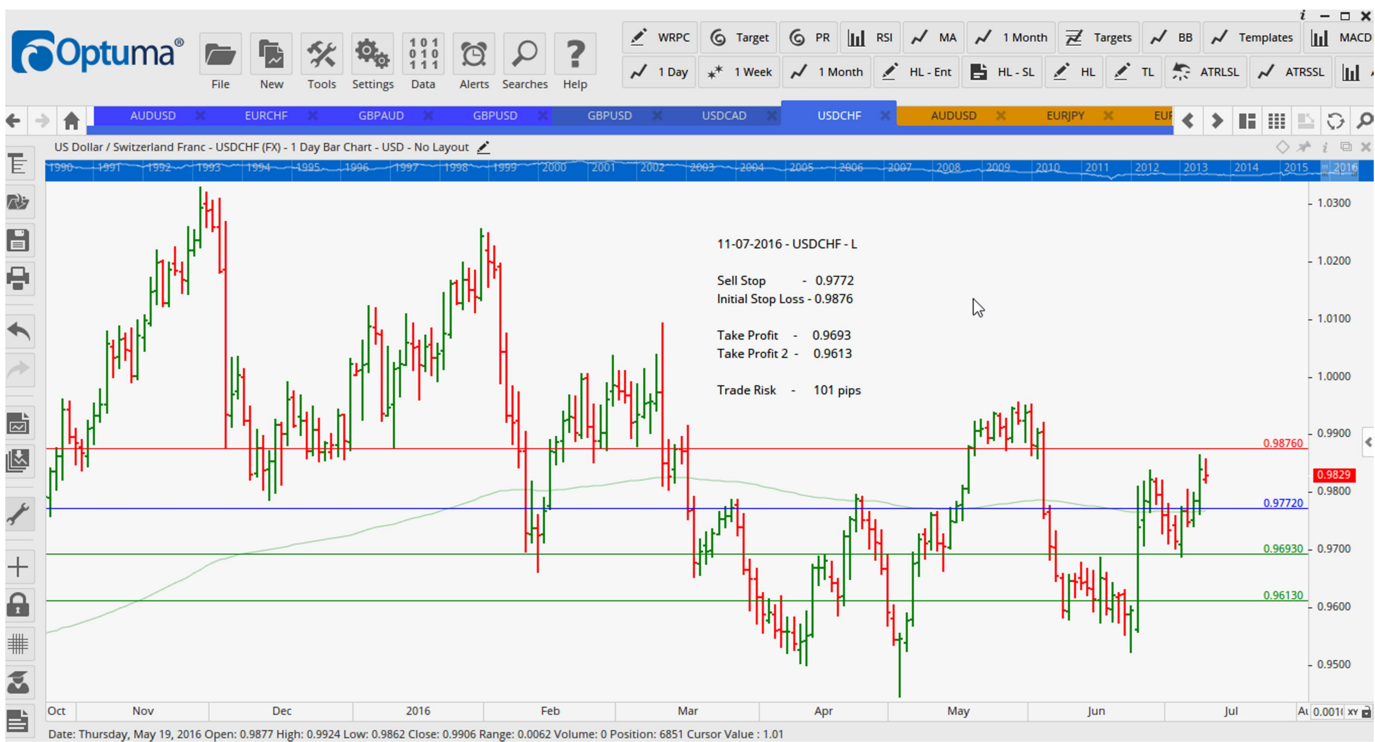 i
Optuma®
File New Tools Settings Data Alerts Searches Help
101
010
111
WRPC Target PR RSI MA 1 Month Targets BB Templates MACD
1 Day 1 Week 1 Month HL - Ent HL - SL HL TL ATRLSL ATRSSL
AUDUSD EURCHF GBPAUD GBPUSD GBPUSD USDCAD USDCHF AUDUSD EURJPY EUF
US Dollar / Switzerland Franc - USDCHF (FX) - 1 Day Bar Chart - USD - No Layout
1990 1991 1992 1993 1994 1995 1996 1997 1998 1999 2000 2001 2002 2003 2004 2005 2006 2007 2008 2009 2010 2011 2012 2013 2014 2015 2016
11-07-2016 - USDCHF - L
Sell Stop - 0.9772
Initial Stop Loss - 0.9876
Take Profit - 0.9693
Take Profit 2 - 0.9613
Trade Risk - 101 pips
1.0300
1.0200
1.0100
1.0000
0.9900
0.98760
0.9829
0.9800
0.97720
0.9700
0.96930
0.9600
0.96130
0.9500
Oct Nov Dec 2016 Feb Mar Apr May Jun Jul Au 0.001( XY
Date: Thursday, May 19, 2016 Open: 0.9877 High: 0.9924 Low: 0.9862 Close: 0.9906 Range: 0.0062 Volume: 0 Position: 6851 Cursor Value : 1.01